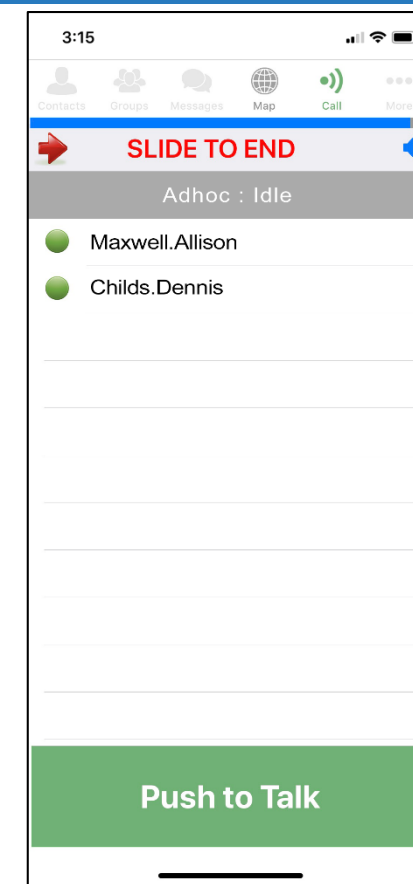 3:15
Contacts Groups Messages Map Call More
SLIDE TO END
Adhoc : Idle
Maxwell.Allison
Childs.Dennis
Push to Talk